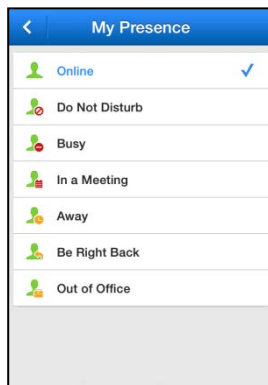 My Presence
Online
Do Not Disturb
Busy
In a Meeting
Away
Be Right Back
Out of Office